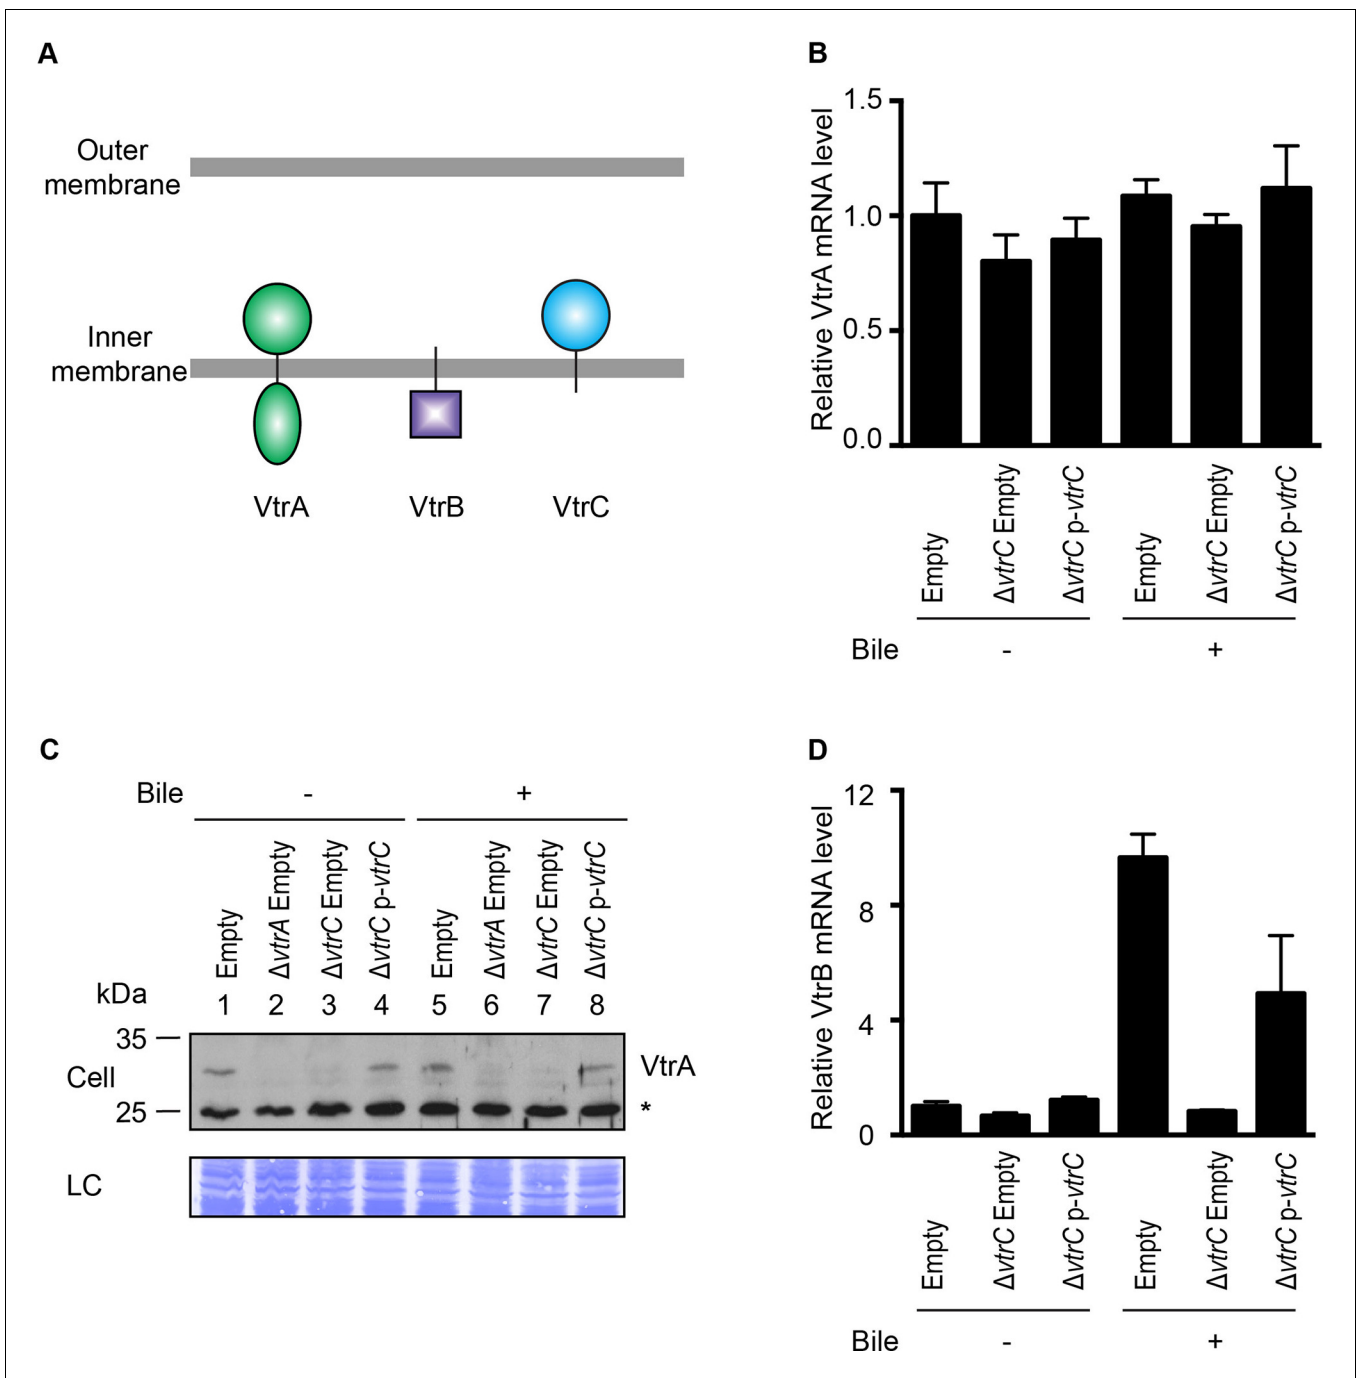 A
Outer
membrane
Inner
membrane
VtrA
VtrB
VtrC
B
Relative VtrA mRNA level
1.5
1.0
0.5
0.0
Empty
ΔvtrC Empty
ΔvtrC p-vtrC
Empty
ΔvtrC Empty
ΔvtrC p-vtrC
Bile
-
+
C
Bile
-
+
Empty
ΔvtrA Empty
ΔvtrC Empty
ΔvtrC p-vtrC
Empty
ΔvtrA Empty
ΔvtrC Empty
ΔvtrC p-vtrC
kDa
1 2 3 4 5 6 7 8
35
Cell
25
VtrA
*
LC
D
Relative VtrB mRNA level
12
8
4
0
Empty
ΔvtrC Empty
ΔvtrC p-vtrC
Empty
ΔvtrC Empty
ΔvtrC p-vtrC
Bile
-
+